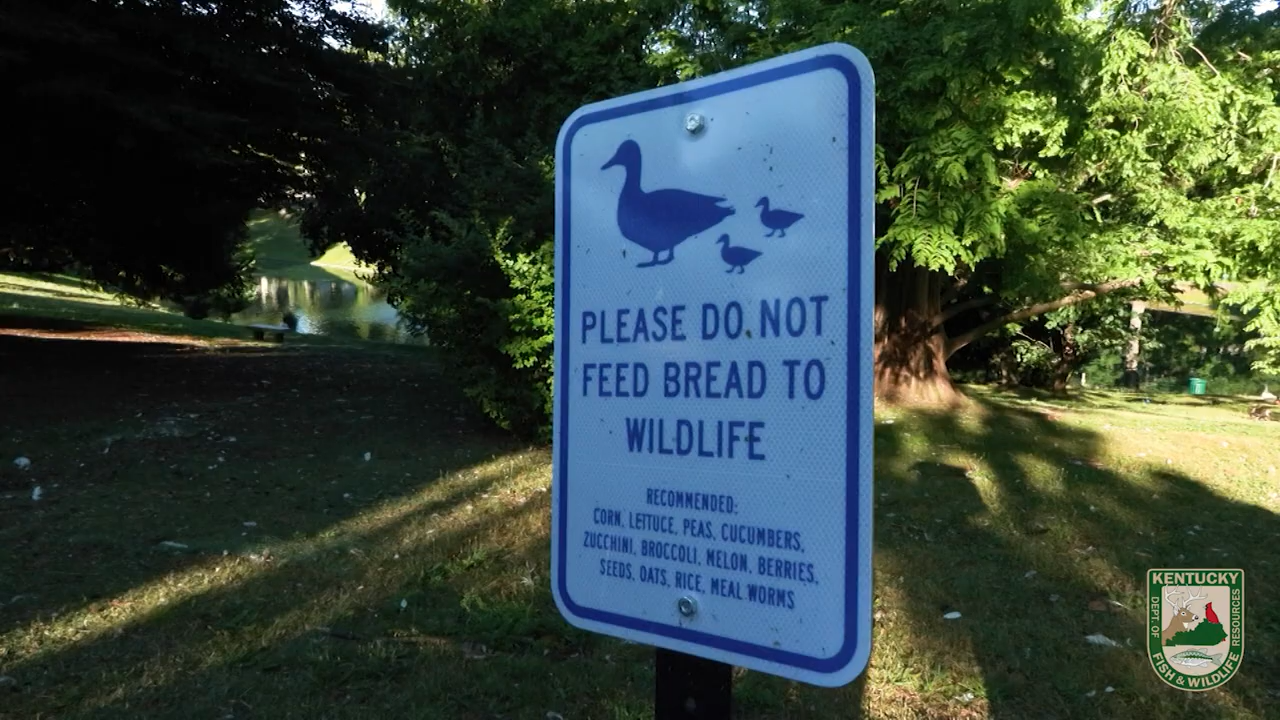 PLEASE DO NOT
FEED BREAD TO
WILDLIFE
RECOMMENDED:
CORN, LETTUCE, PEAS, CUCUMBERS,
ZUCCHINI, BROCCOLI, MELON, BERRIES,
SEEDS, OATS, RICE, MEAL WORMS
KENTUCKY
DEPT. OF
FISH & WILDLIFE
RESOURCES